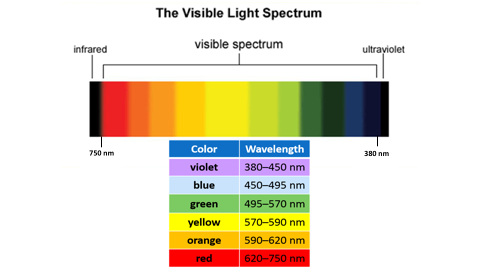 The Visible Light Spectrum
visible spectrum
infrared
ultraviolet
750 nm
380 nm
Color Wavelength
violet 380–450 nm
blue 450–495 nm
green 495–570 nm
yellow 570–590 nm
orange 590–620 nm
red 620–750 nm